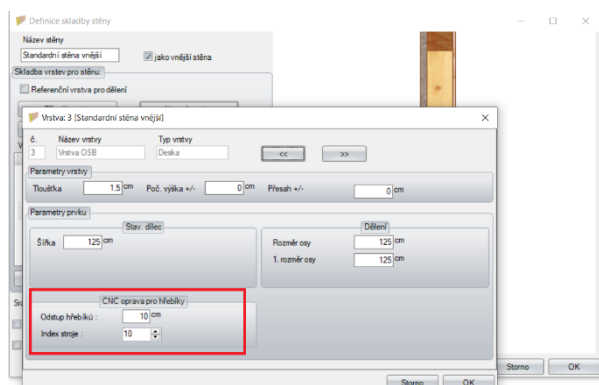 Definice skladby stěny
Název stěny
Standardní stěna vnější
jako vnější stěna
Skladba vrstev pro stěnu:
Referenční vrstva pro dělení
Vrstva: 3 [Standardní stěna vnější]
č. Název vrstvy Typ vrstvy
3 Vrstva OSB Deska << >>
Parametry vrstvy
Tloušťka 1.5 cm Poč. výška +/- 0 cm Přesah +/- 0 cm
Parametry prvku
Stav. dílec
Šířka 125 cm
Dělení
Rozměr osy 125 cm
1. rozměr osy 125 cm
CNC oprava pro hřebíky
Odstup hřebíků : 10 cm
Index stroje : 10
Storno OK
Storno OK